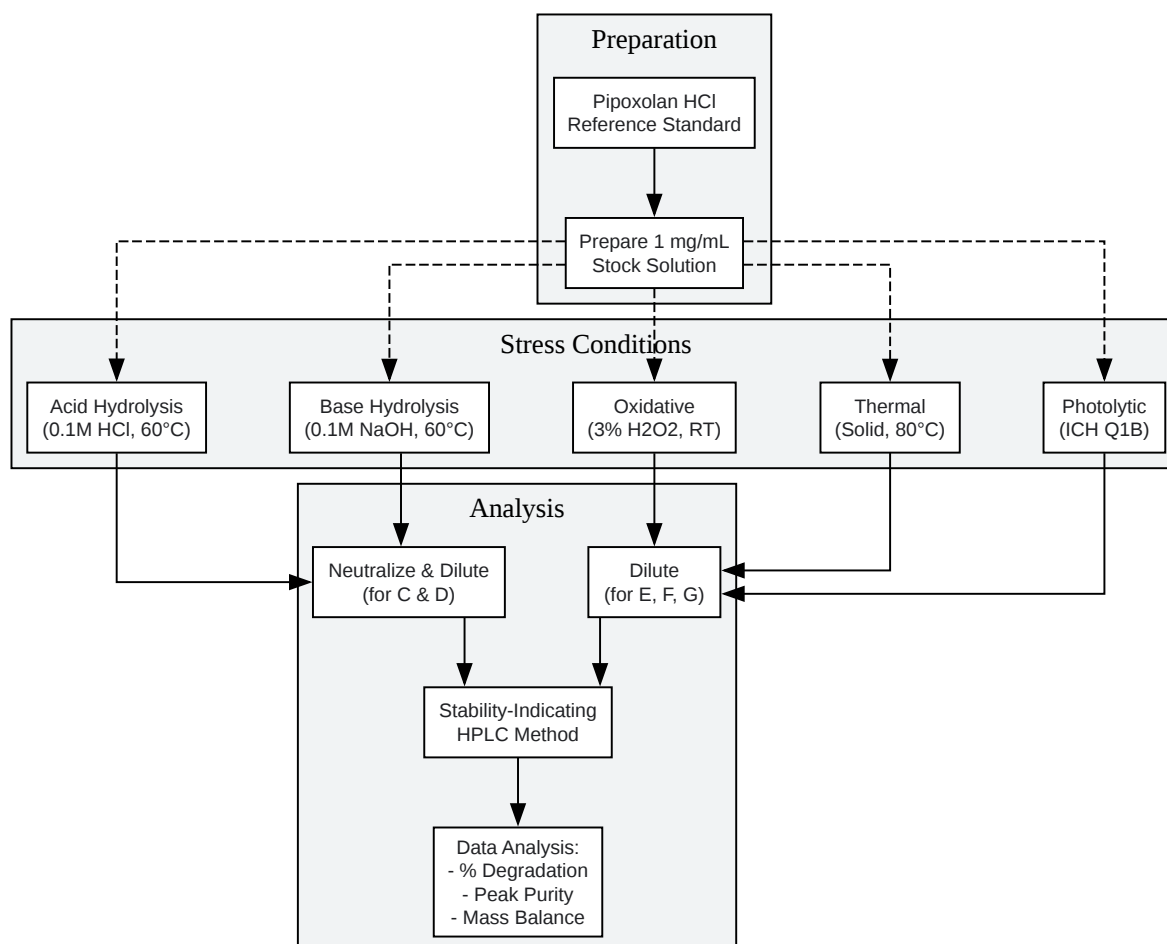 Preparation
Pipoxolan HCl
Reference Standard
Prepare 1 mg/mL
Stock Solution
Stress Conditions
Acid Hydrolysis
(0.1M HCl, 60°C)
Base Hydrolysis
(0.1M NaOH, 60°C)
Oxidative
(3% H2O2, RT)
Thermal
(Solid, 80°C)
Photolytic
(ICH Q1B)
Analysis
Neutralize & Dilute
(for C & D)
Dilute
(for E, F, G)
Stability-Indicating
HPLC Method
Data Analysis:
- % Degradation
- Peak Purity
- Mass Balance